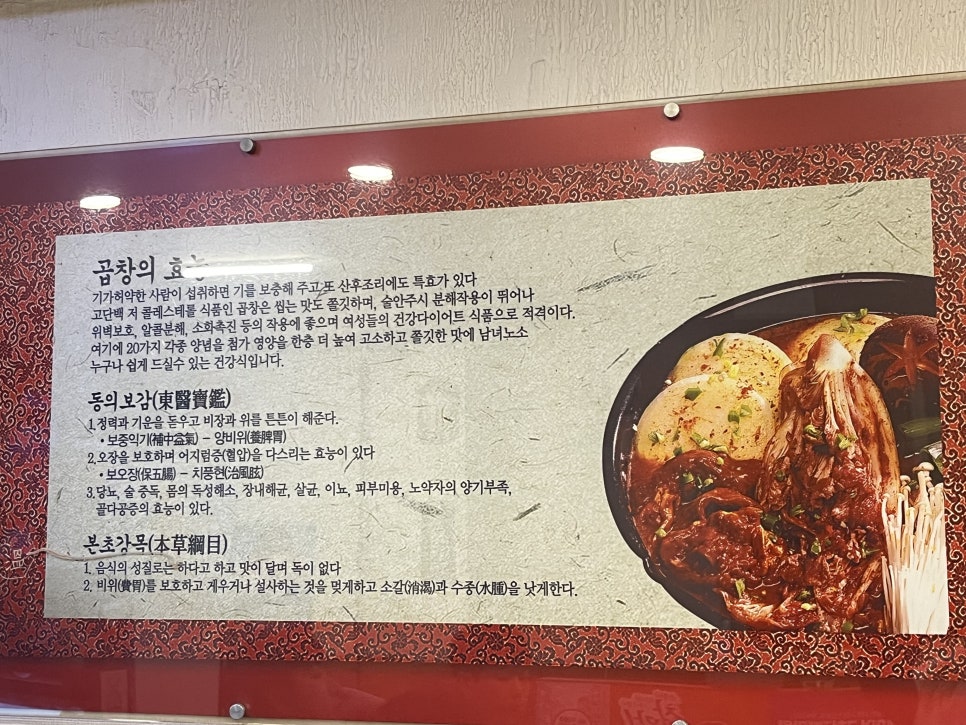 곱창의 효능
기가허약한 사람이 섭취하면 기를 보충해 주고 또 산후조리에도 특효가 있다
고단백 저 콜레스테롤 식품인 곱창은 씹는 맛도 쫄깃하며, 술안주시 분해작용이 뛰어나
위벽보호, 알콜분해, 소화촉진 등의 작용에 좋으며 여성들의 건강다이어트 식품으로 적격이다.
여기에 20가지 각종 양념을 첨가 영양을 한층 더 높여 고소하고 쫄깃한 맛에 남녀노소
누구나 쉽게 드실수 있는 건강식입니다.
동의보감(東醫寶鑑)
1.정력과 기운을 돋우고 비장과 위를 튼튼이 해준다.
• 보중익기(補中益氣) - 양비위(養脾胃)
2.오장을 보호하며 어지럼증(혈압)을 다스리는 효능이 있다
• 보오장(保五腸) - 치풍현(治風眩)
3.당뇨, 술 중독, 몸의 독성해소, 장내해균, 살균, 이뇨, 피부미용, 노약자의 양기부족,
골다공증의 효능이 있다.
본초강목(本草綱目)
1. 음식의 성질로는 하다고 하고 맛이 달며 독이 없다
2. 비위(費胃)를 보호하고 게우거나 설사하는 것을 멎게하고 소갈(消渴)과 수중(水腫)을 낫게한다.